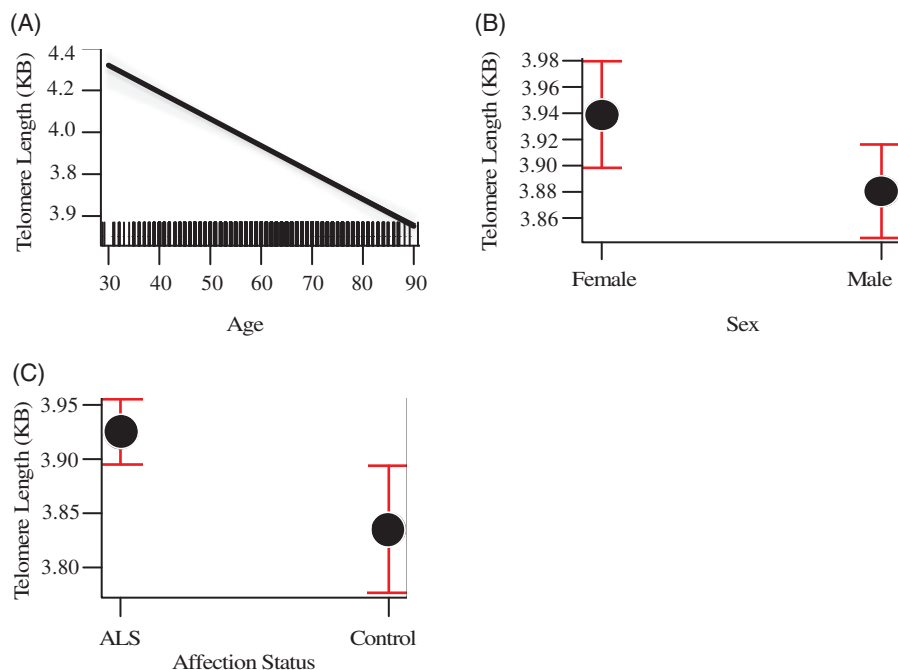 (A)
Telomere Length (KB)
4.4
4.2
4.0
3.8
3.9
30 40 50 60 70 80 90
Age
(B)
Telomere Length (KB)
3.98
3.96
3.94
3.92
3.90
3.88
3.86
Female Male
Sex
(C)
Telomere Length (KB)
3.95
3.90
3.85
3.80
ALS Control
Affection Status